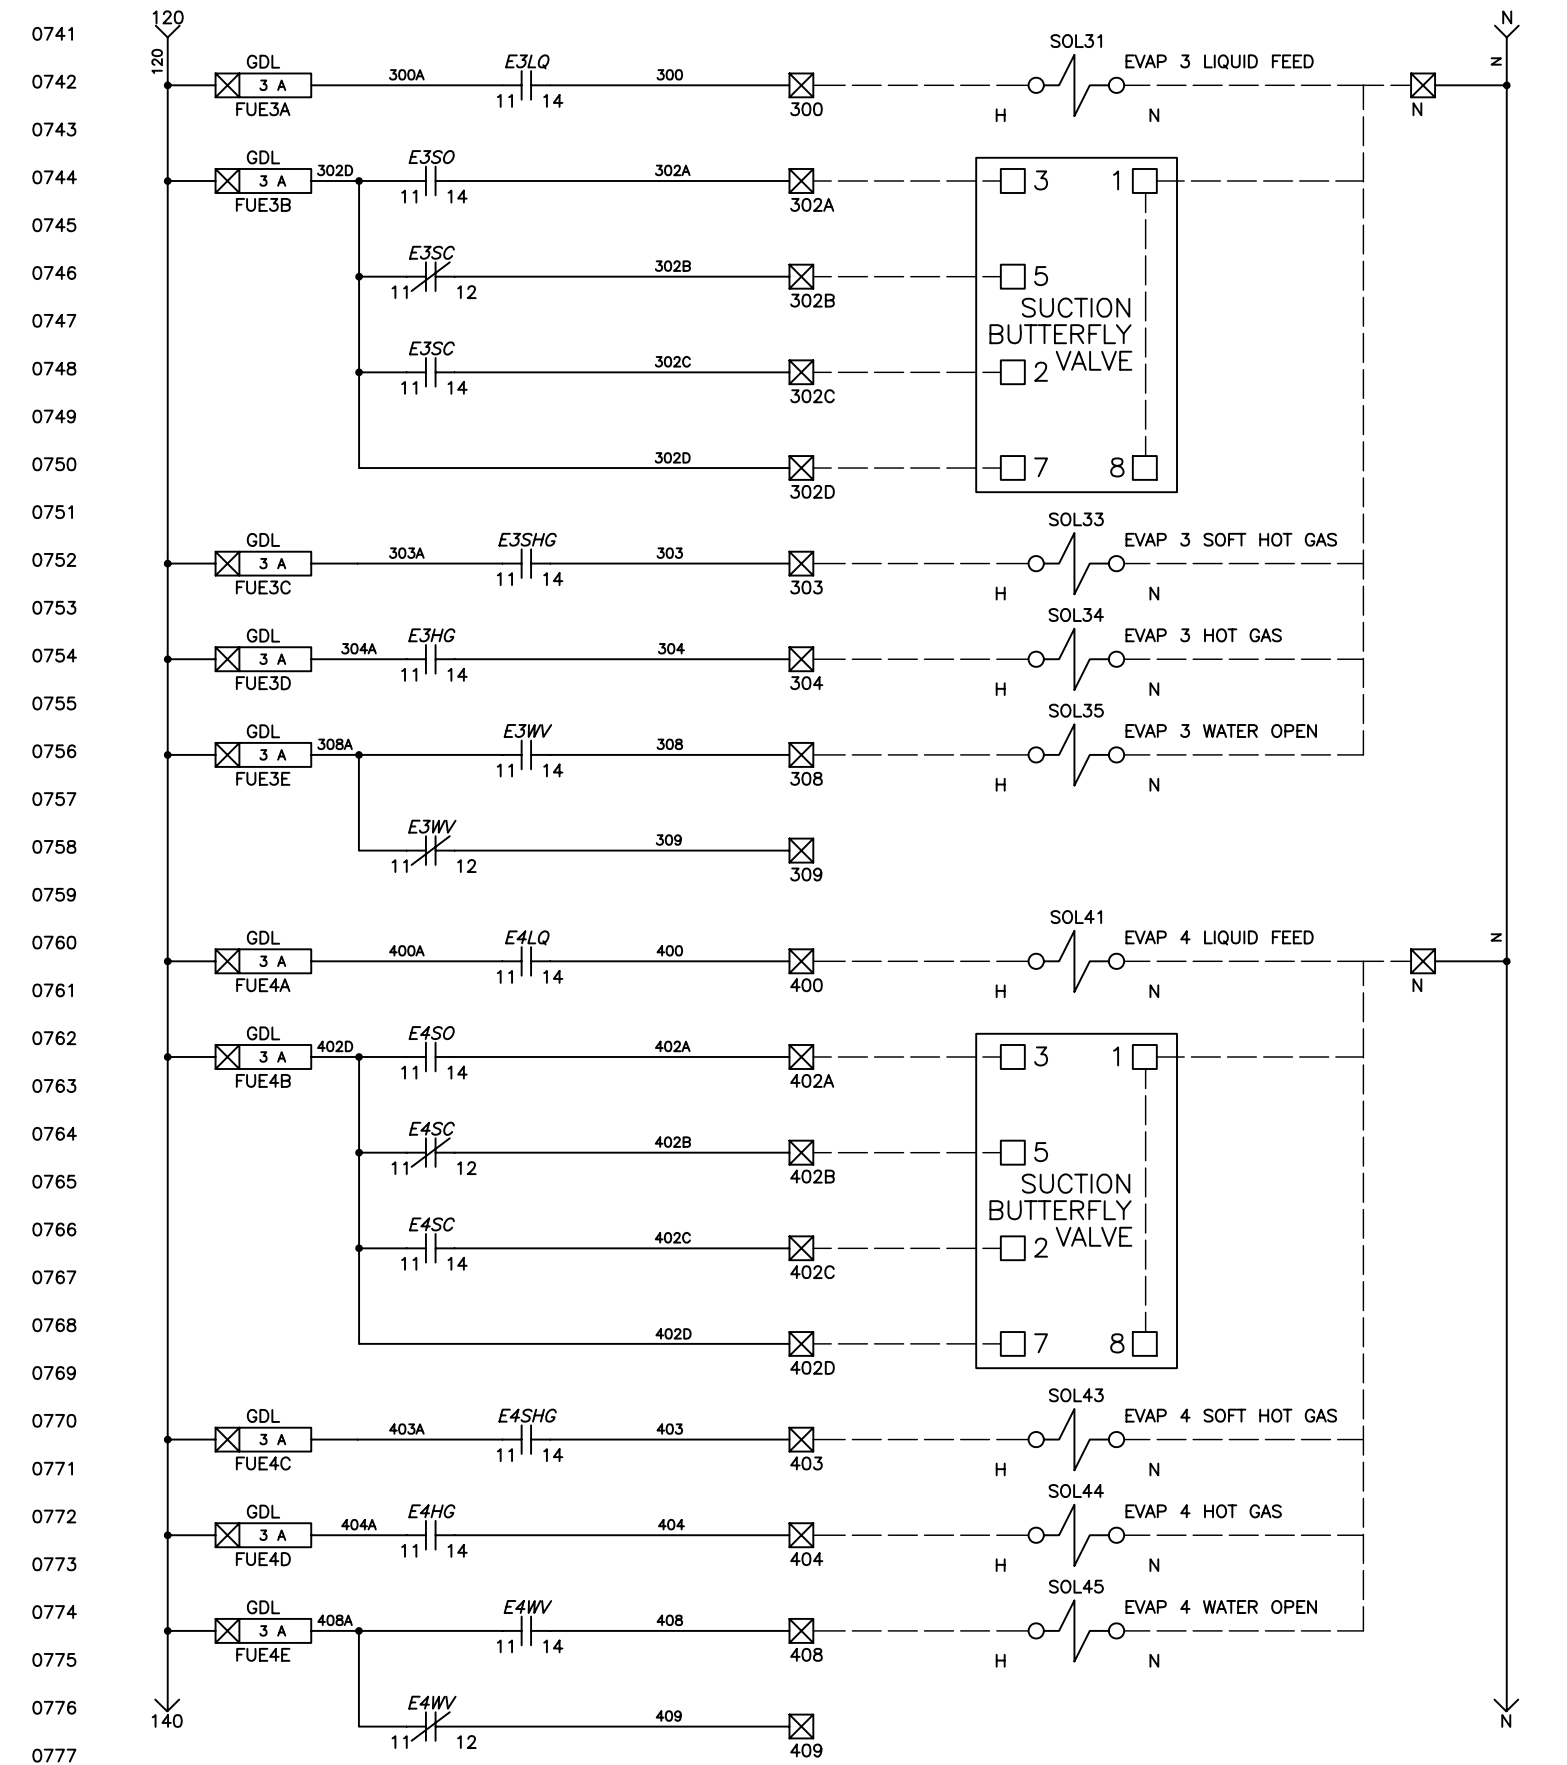 120 N
0741
120 N
GDL E3LQ SOL31 EVAP 3 LIQUID FEED
0742 3 A 300A 300
FUE3A 11 14 300 H N N
0743
GDL E3SO
0744 3 A 302D 302A 3 1
FUE3B 11 14 302A
0745
E3SC
0746 302B 5
11 12 302B
0747 SUCTION
BUTTERFLY
E3SC VALVE
0748 302C 2
11 14 302C
0749
0750 302D 7 8
302D
0751
GDL E3SHG SOL33 EVAP 3 SOFT HOT GAS
0752 3 A 303A 303
FUE3C 11 14 303 H N
0753
GDL E3HG SOL34 EVAP 3 HOT GAS
0754 3 A 304A 304
FUE3D 11 14 304 H N
0755
GDL E3WV SOL35 EVAP 3 WATER OPEN
0756 3 A 308A 308
FUE3E 11 14 308 H N
0757
E3WV
0758 309
11 12 309
0759
GDL E4LQ SOL41 EVAP 4 LIQUID FEED N
0760 3 A 400A 400
FUE4A 11 14 400 H N N
0761
GDL E4SO
0762 3 A 402D 402A 3 1
FUE4B 11 14 402A
0763
E4SC
0764 402B 5
11 12 402B
0765 SUCTION
BUTTERFLY
E4SC VALVE
0766 402C 2
11 14 402C
0767
0768 402D 7 8
402D
0769
GDL E4SHG SOL43 EVAP 4 SOFT HOT GAS
0770 3 A 403A 403
FUE4C 11 14 403 H N
0771
GDL E4HG SOL44 EVAP 4 HOT GAS
0772 3 A 404A 404
FUE4D 11 14 404 H N
0773
GDL E4WV SOL45 EVAP 4 WATER OPEN
0774 3 A 408A 408
FUE4E 11 14 408 H N
0775
E4WV
0776 409
140 N
11 12 409
0777